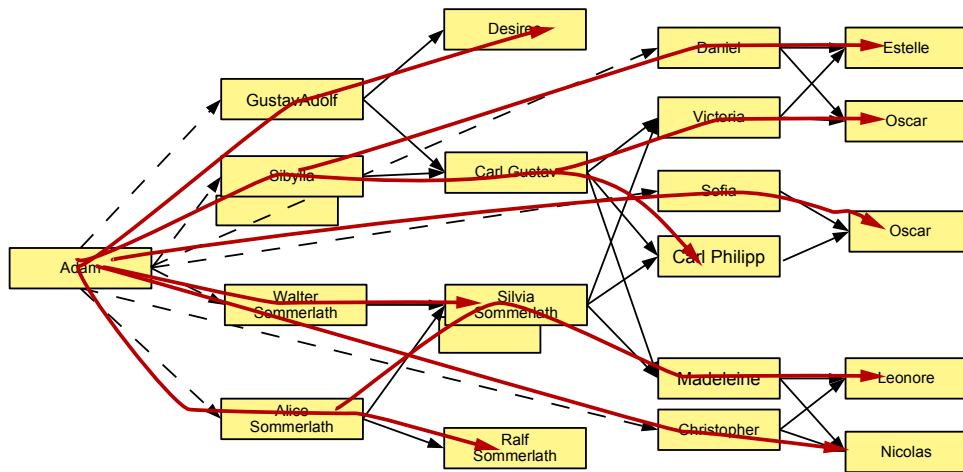 Desiree
Daniel
Estelle
GustavAdolf
Victoria
Oscar
Sibylla
Carl Gustav
Sofia
Oscar
Adam
Carl Philipp
Walter
Sommerlath
Silvia
Sommerlath
Madeleine
Leonore
Alice
Sommerlath
Christopher
Ralf
Sommerlath
Nicolas